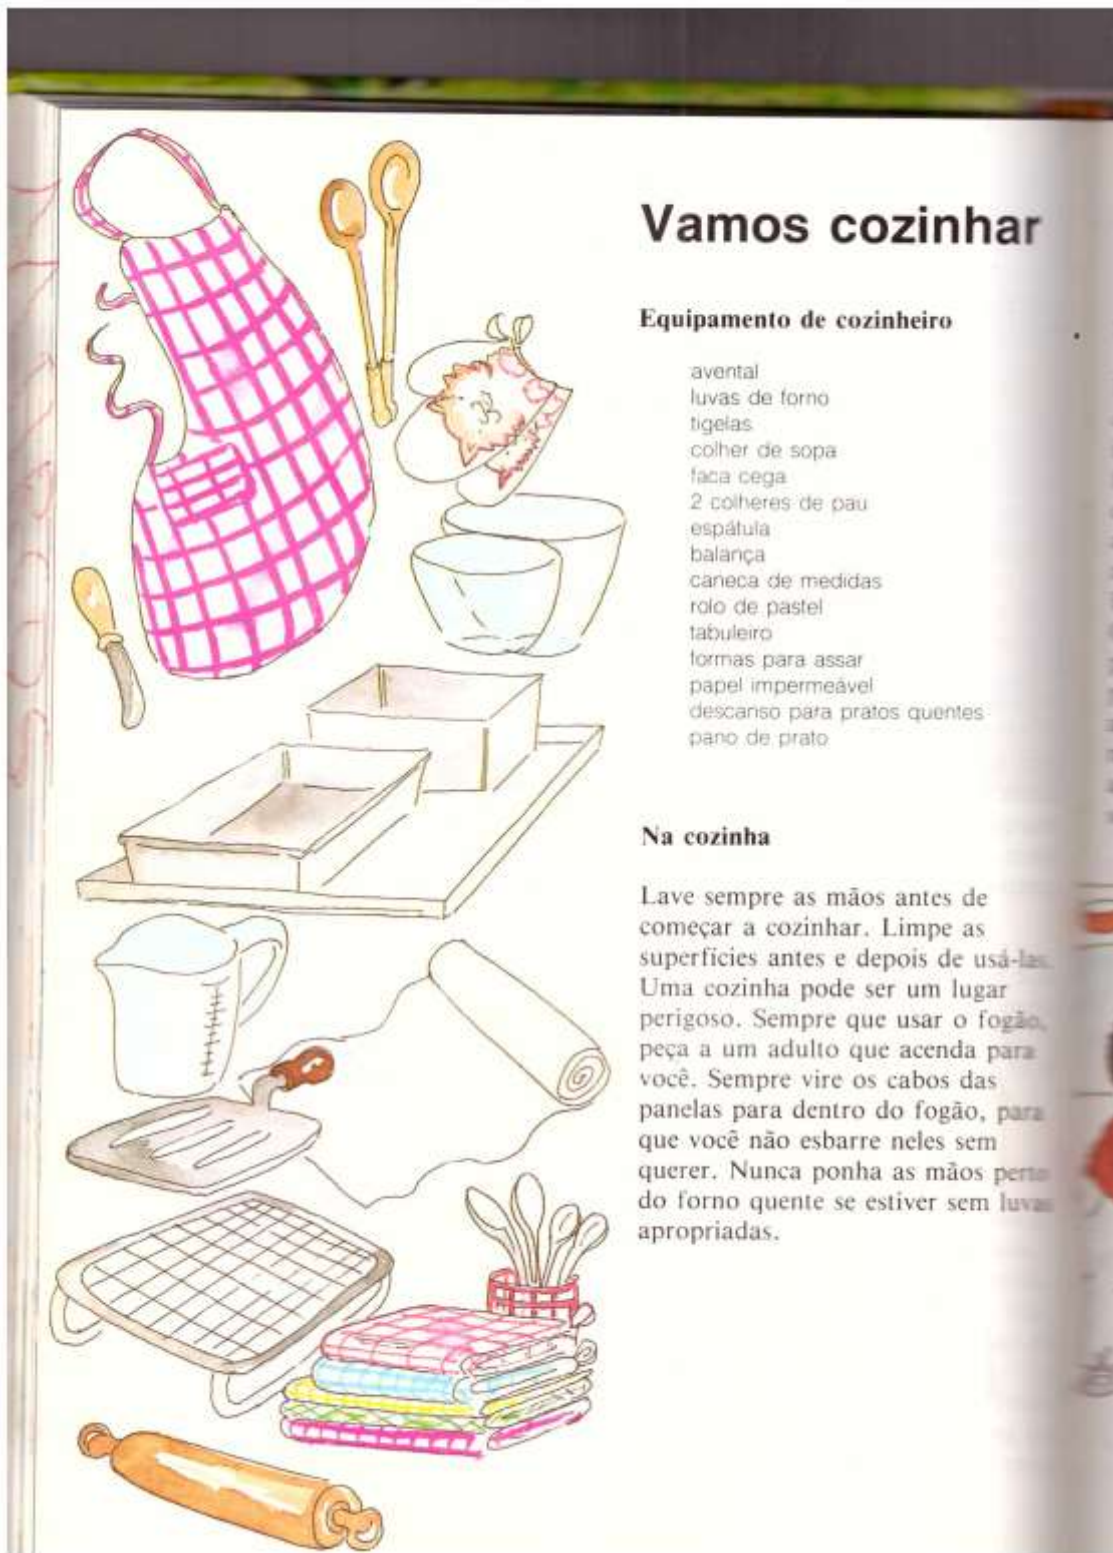 Vamos cozinhar
Equipamento de cozinheiro
avental
luvas de forno
tigelas
colher de sopa
faca cega
2 colheres de pau
espátula
balança
caneca de medidas
rolo de pastel
tabuleiro
formas para assar
papel impermeável
descanso para pratos quentes
pano de prato
Na cozinha
Lave sempre as mãos antes de
começar a cozinhar. Limpe as
superfícies antes e depois de usá-las.
Uma cozinha pode ser um lugar
perigoso. Sempre que usar o fogão,
peça a um adulto que acenda para
você. Sempre vire os cabos das
panelas para dentro do fogão, para
que você não esbarre neles sem
querer. Nunca ponha as mãos perto
do forno quente se estiver sem luvas
apropriadas.